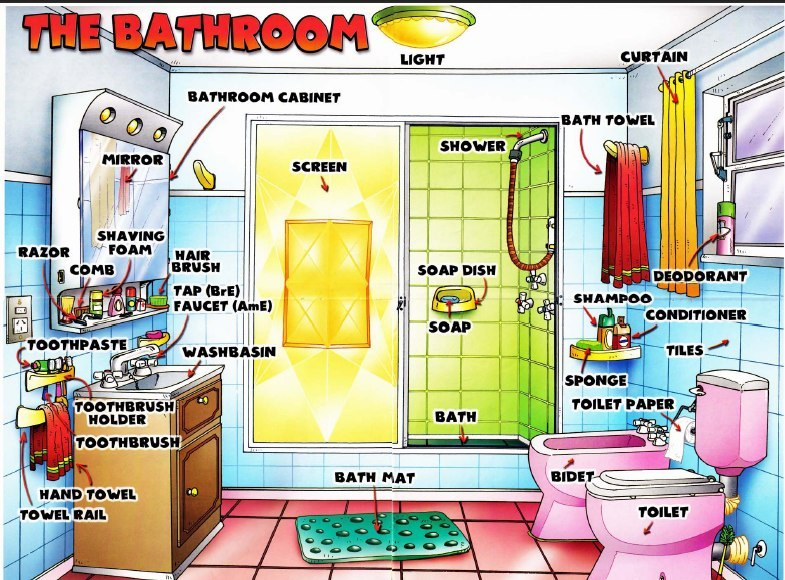 THE BATHROOM
LIGHT
CURTAIN
BATHROOM CABINET
BATH TOWEL
SHOWER
MIRROR
SCREEN
RAZOR
SHAVING
FOAM
COMB
HAIR
BRUSH
SOAP DISH
DEODORANT
TAP (BrE)
FAUCET (AmE)
SHAMPOO
CONDITIONER
SOAP
TOOTHPASTE
WASHBASIN
TILES
SPONGE
TOOTHBRUSH
HOLDER
TOILET PAPER
BATH
TOOTHBRUSH
BATH MAT
BIDET
HAND TOWEL
TOWEL RAIL
TOILET